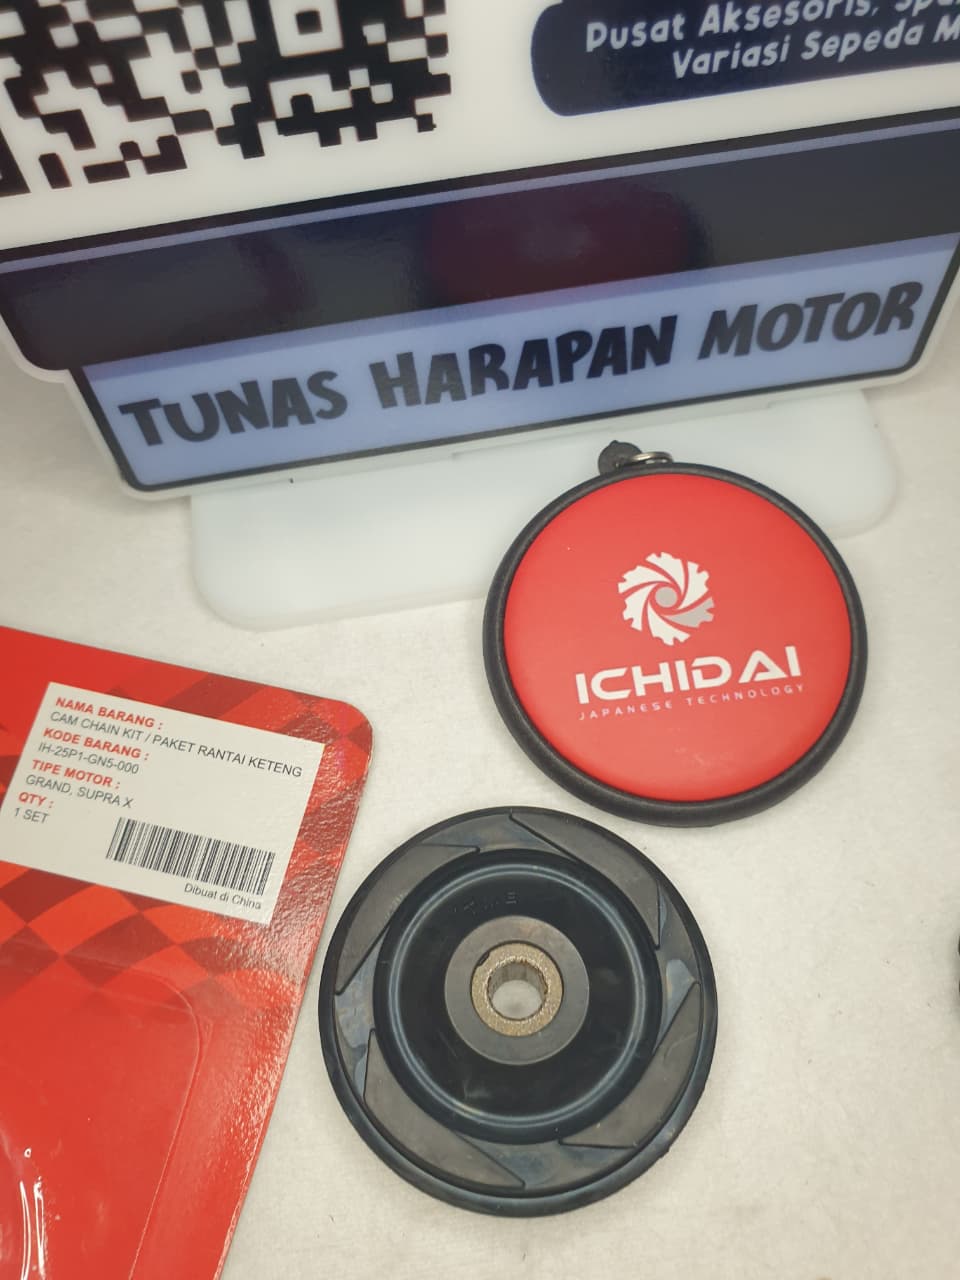 Pusat Aksesoris,
Variasi Sepeda
TUNAS HARAPAN MOTOR
ICHIDAI
JAPANESE TECHNOLOGY
NAMA BARANG :
CAM CHAIN KIT / PAKET RANTAI KETENG
KODE BARANG :
IH-25P1-GN5-000
TIPE MOTOR :
GRAND, SUPRA X
QTY :
1 SET
Dibuat di China